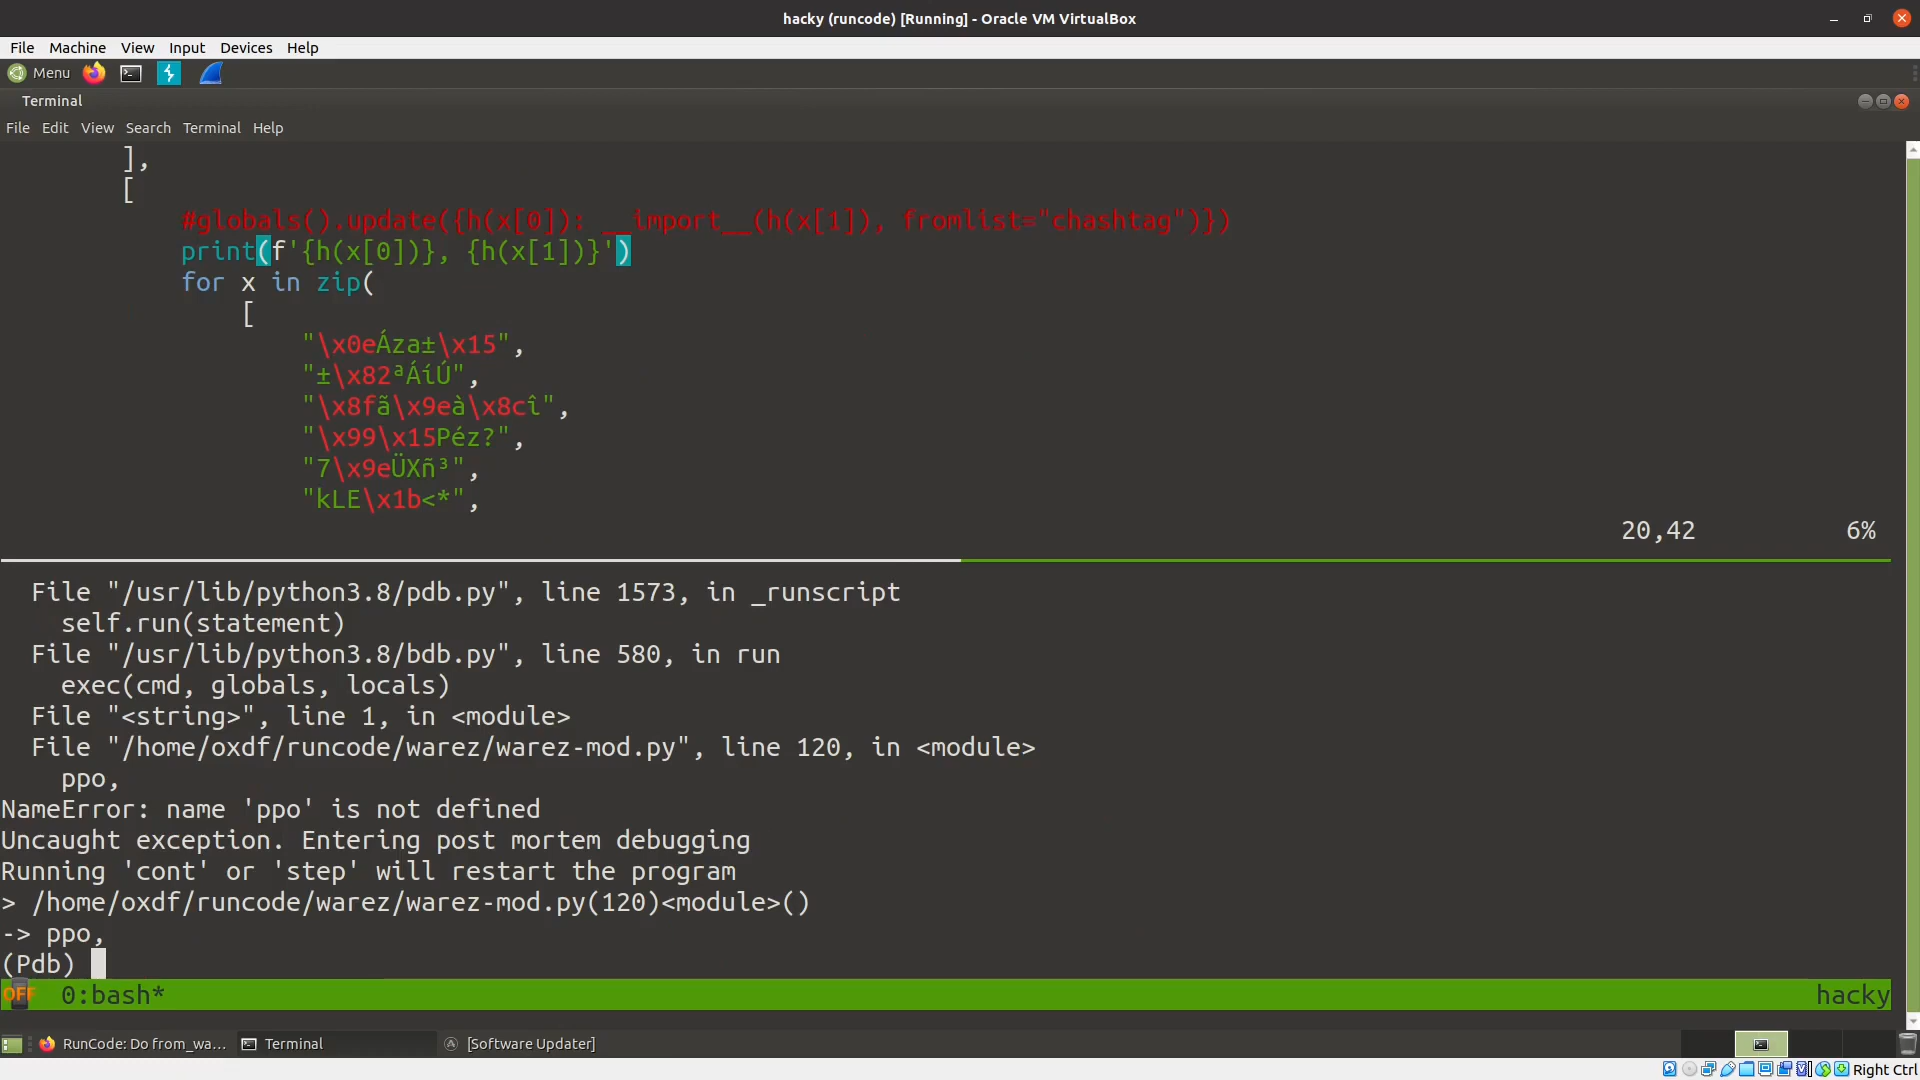 hacky (runcode) [Running] - Oracle VM VirtualBox
File Machine View Input Devices Help
Menu
Terminal
File Edit View Search Terminal Help
],
[
#globals().update({h(x[0]): __import__(h(x[1]), fromlist="chashtag")})
print(f'{h(x[0])}, {h(x[1])}')
for x in zip(
[
"\x0eÁza±\x15",
"±\x82ªÁíÚ",
"\x8fã\x9eà\x8cî",
"\x99\x15Péz?",
"7\x9eÜXñ³",
"kLE\x1b<*",
20,42 6%
File "/usr/lib/python3.8/pdb.py", line 1573, in _runscript
self.run(statement)
File "/usr/lib/python3.8/bdb.py", line 580, in run
exec(cmd, globals, locals)
File "<string>", line 1, in <module>
File "/home/oxdf/runcode/warez/warez-mod.py", line 120, in <module>
ppo,
NameError: name 'ppo' is not defined
Uncaught exception. Entering post mortem debugging
Running 'cont' or 'step' will restart the program
> /home/oxdf/runcode/warez/warez-mod.py(120)<module>()
-> ppo,
(Pdb)
OFF 0:bash* hacky
RunCode: Do from_wa... Terminal [Software Updater]
Right Ctrl